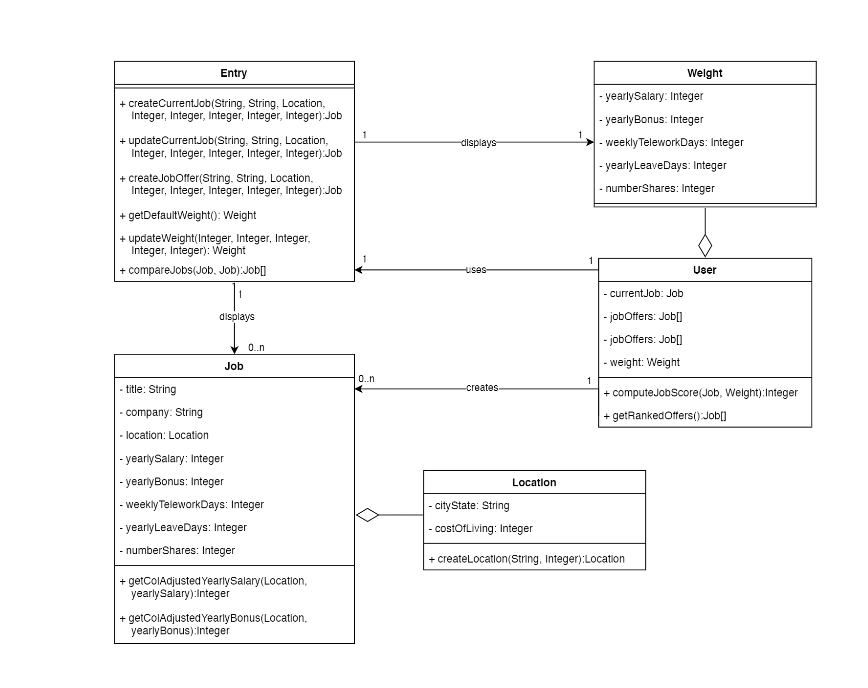 Entry
+ createCurrentJob(String, String, Location,
Integer, Integer, Integer, Integer, Integer):Job
+ updateCurrentJob(String, String, Location,
Integer, Integer, Integer, Integer, Integer):Job
+ createJobOffer(String, String, Location,
Integer, Integer, Integer, Integer, Integer):Job
+ getDefaultWeight(): Weight
+ updateWeight(Integer, Integer, Integer,
Integer, Integer): Weight
+ compareJobs(Job, Job):Job[]
1
displays
1
Weight
- yearlySalary: Integer
- yearlyBonus: Integer
- weeklyTeleworkDays: Integer
- yearlyLeaveDays: Integer
- numberShares: Integer
1
uses
1
User
- currentJob: Job
- jobOffers: Job[]
- jobOffers: Job[]
- weight: Weight
+ computeJobScore(Job, Weight):Integer
+ getRankedOffers():Job[]
1
displays
0..n
0..n
creates
1
Job
- title: String
- company: String
- location: Location
- yearlySalary: Integer
- yearlyBonus: Integer
- weeklyTeleworkDays: Integer
- yearlyLeaveDays: Integer
- numberShares: Integer
+ getColAdjustedYearlySalary(Location,
yearlySalary):Integer
+ getColAdjustedYearlyBonus(Location,
yearlyBonus):Integer
Location
- cityState: String
- costOfLiving: Integer
+ createLocation(String, Integer):Location